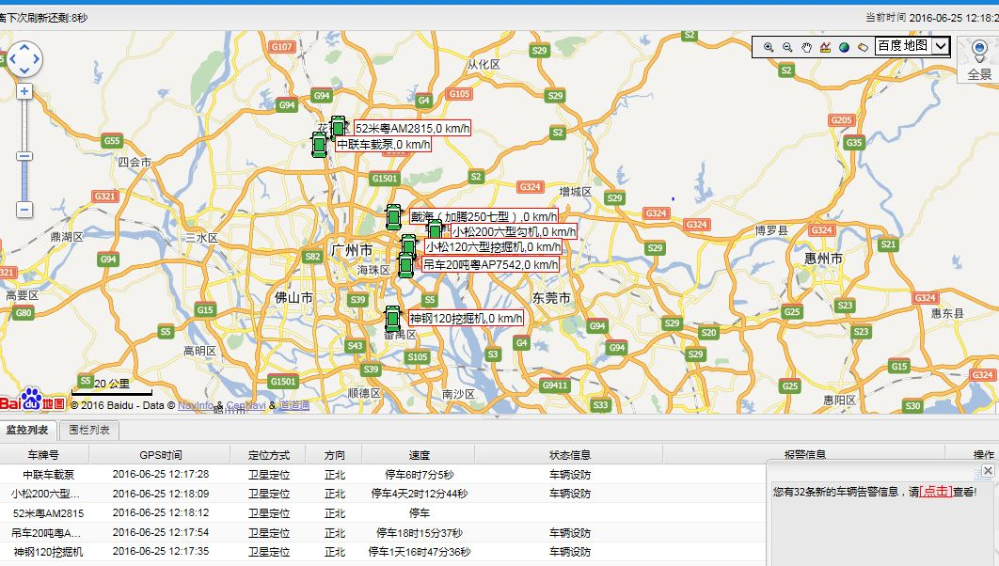 离下次刷新还剩:8秒
当前时间 2016-06-25 12:18:2
百度地图
全景
G107
S29
S2
从化区
S2
G94
G94
G4
G105
S29
G205
52米粤AM2815,0 km/h
中联车载泵,0 km/h
S2
G55
G35
四会市
G1501
S2
G324
增城区
S29
G321
戴海（加腾250七型）,0 km/h
小松200六型勾机,0 km/h
G324
G324
博罗县
G324
鼎湖区
三水区
广州市
小松120六型挖掘机,0 km/h
S29
S21
G94
S82
海珠区
吊车20吨粤AP7542,0 km/h
惠州市
321
高要区
佛山市
S39
S5
东莞市
G324
G80
G15
神钢120挖掘机,0 km/h
G25
S23
惠东县
S5
番禺区
G94
S29
S20
S23
高明区
S43
S105
S3
G4
G94
S29
G15
S39
G324
S5
20 公里
G1501
顺德区
南沙区
G9411
G25
惠阳区
S33
S30
Bai du 地图
© 2016 Baidu - Data © NavInfo & CenNavi & 道道通
监控列表 围栏列表
车牌号 GPS时间 定位方式 方向 速度 状态信息 报警信息 操作
中联车载泵 2016-06-25 12:17:28 卫星定位 正北 停车6时7分5秒 车辆设防
小松200六型... 2016-06-25 12:18:09 卫星定位 正北 停车4天2时12分44秒 车辆设防
52米粤AM2815 2016-06-25 12:18:12 卫星定位 正北 停车
吊车20吨粤A... 2016-06-25 12:17:54 卫星定位 正北 停车18时15分37秒 车辆设防
神钢120挖掘机 2016-06-25 12:17:35 卫星定位 正北 停车1天16时47分36秒 车辆设防
您有32条新的车辆告警信息，请[点击]查看!